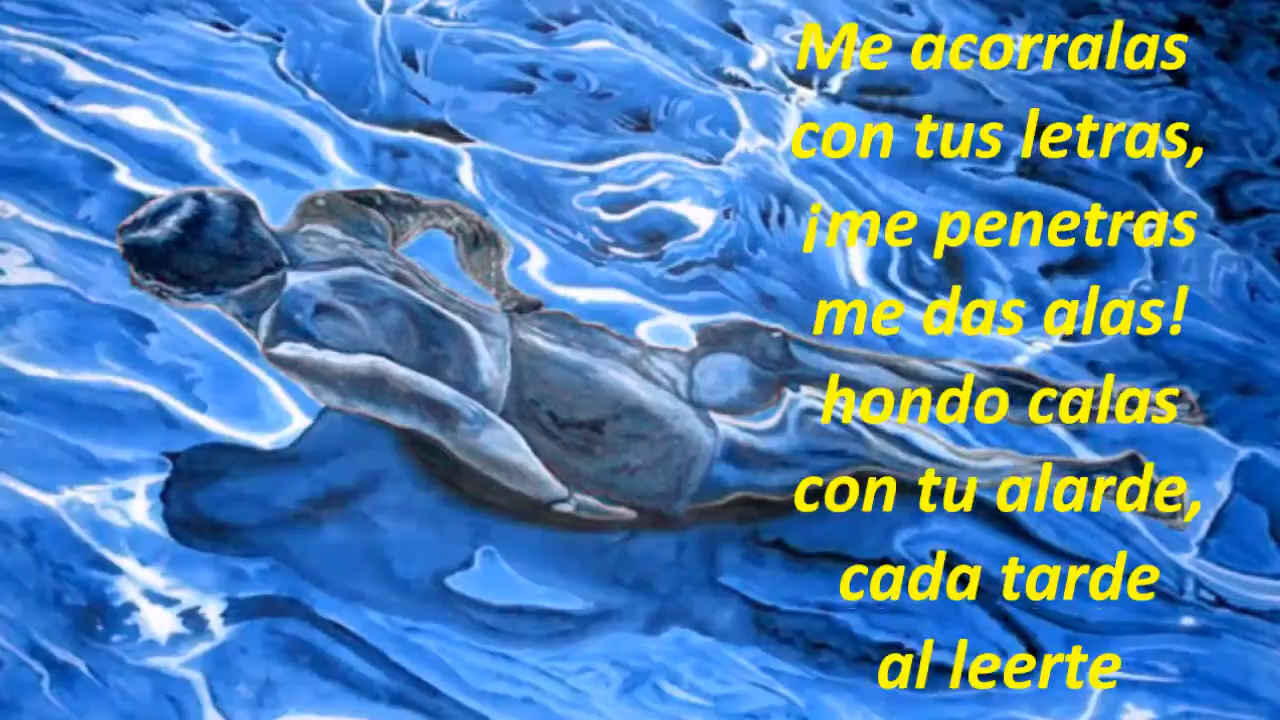 Me acorralas
con tus letras,
¡me penetras
me das alas!
hondo calas
con tu alarde,
cada tarde
al leerte